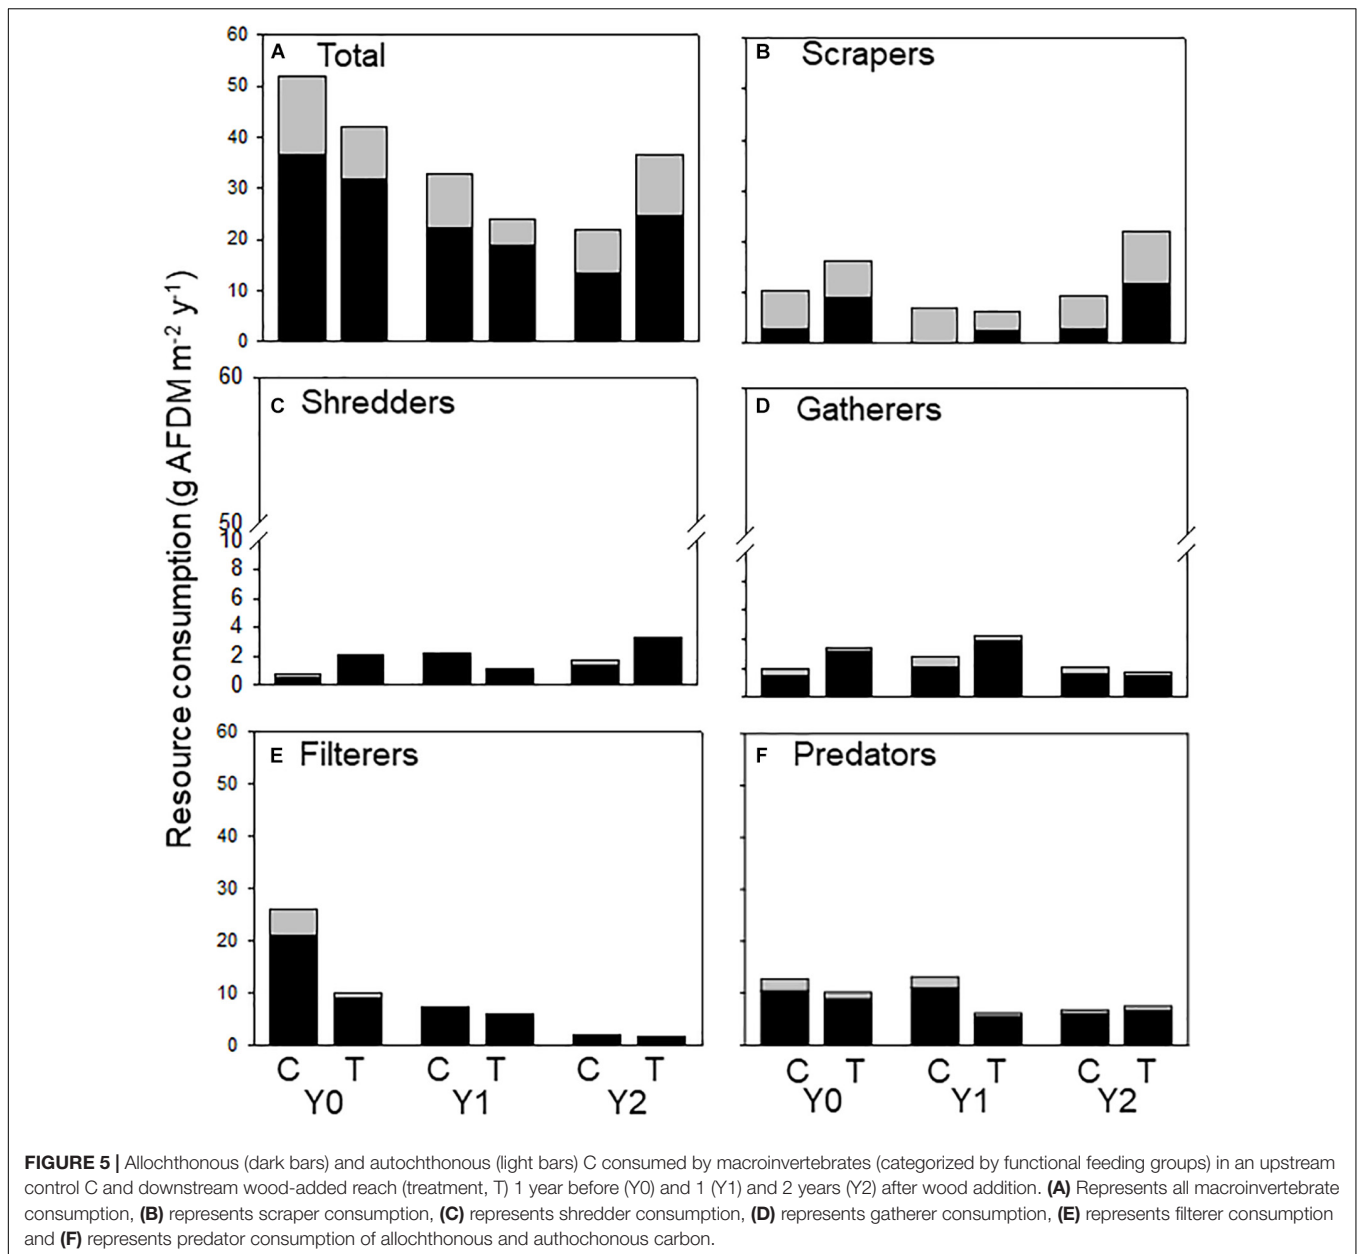 Resource consumption (g AFDM m-2 y-1)
A Total
60
50
40
30
20
10
0
B Scrapers
C Shredders
60
50
10
8
6
4
2
0
D Gatherers
E Filterers
60
50
40
30
20
10
0
C T C T C T
Y0 Y1 Y2
F Predators
C T C T C T
Y0 Y1 Y2
FIGURE 5 | Allochthonous (dark bars) and autochthonous (light bars) C consumed by macroinvertebrates (categorized by functional feeding groups) in an upstream
control C and downstream wood-added reach (treatment, T) 1 year before (Y0) and 1 (Y1) and 2 years (Y2) after wood addition. (A) Represents all macroinvertebrate
consumption, (B) represents scraper consumption, (C) represents shredder consumption, (D) represents gatherer consumption, (E) represents filterer consumption
and (F) represents predator consumption of allochthonous and authochonous carbon.